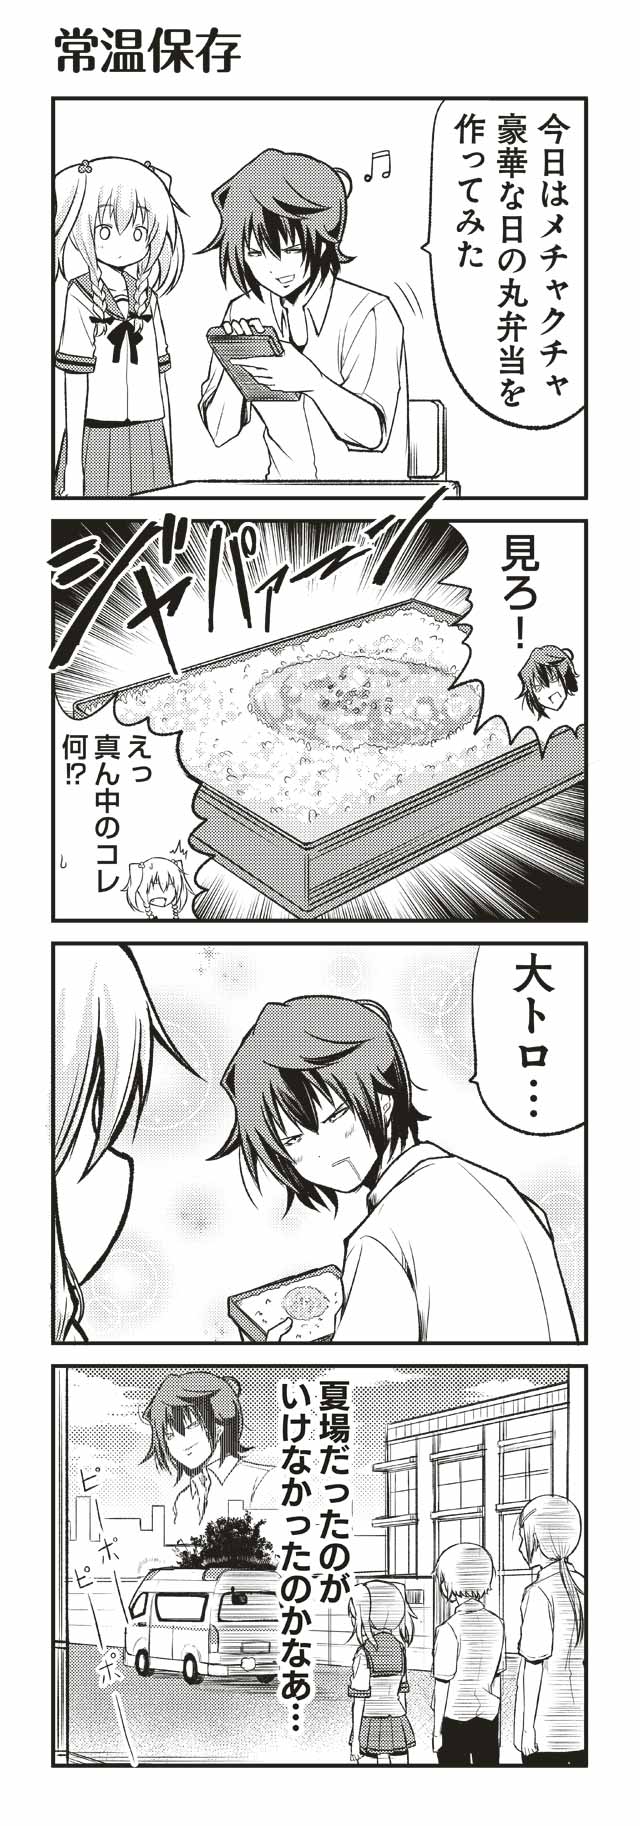 常温保存
今日はメチャクチャ
豪華な日の丸弁当を
作ってみた
♪
見ろ！
ジャパァーン
えっ
真ん中のコレ
何!?
大トロ…
夏場だったのが
いけなかったのかなあ…
ピーポー
ピーポー